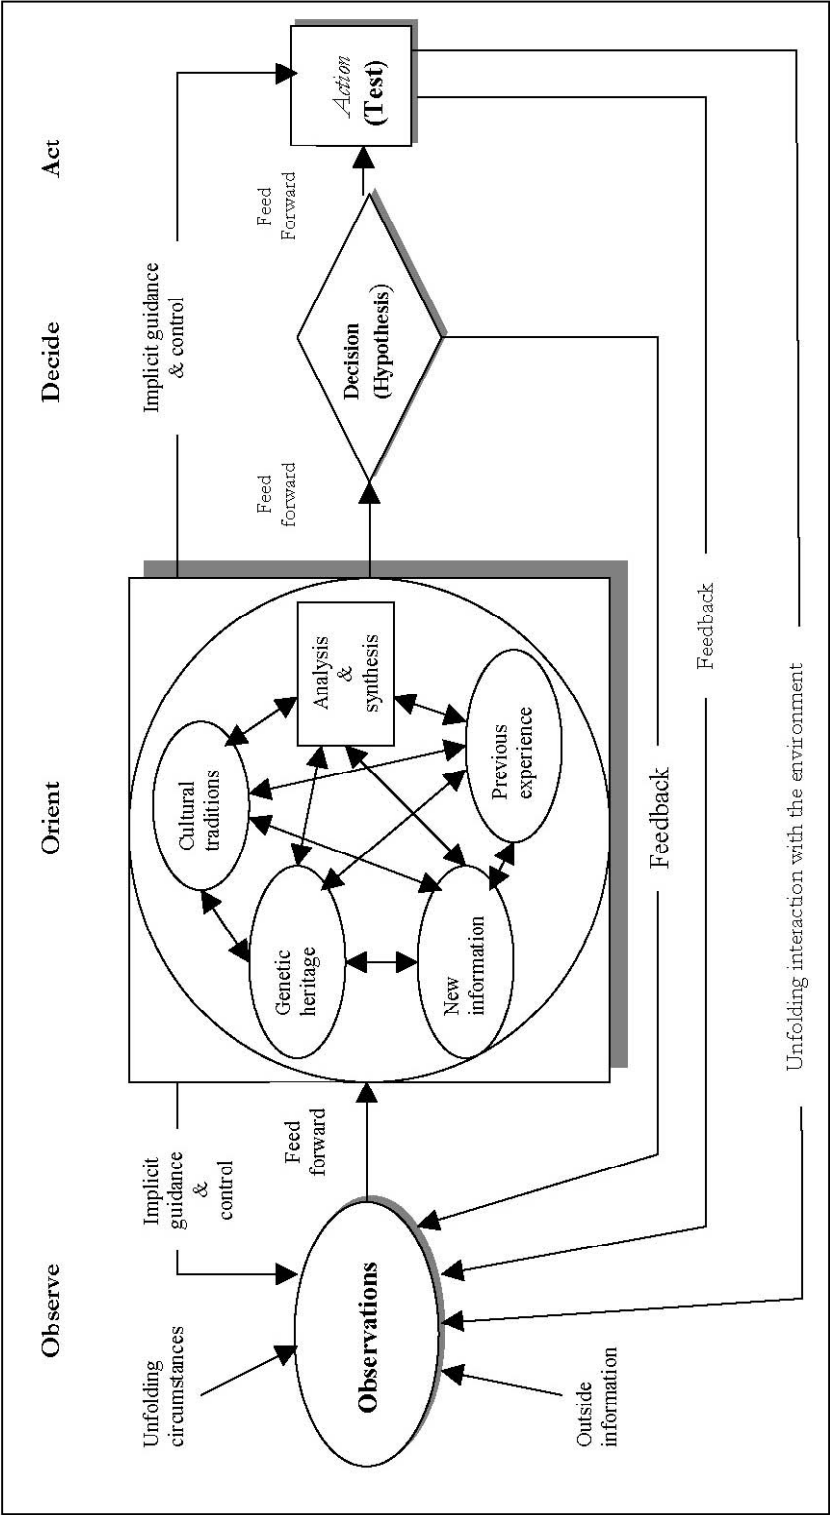 Observe
Orient
Decide
Act
Unfolding
circumstances
Implicit
guidance
&
control
Implicit guidance
& control
Observations
Feed
forward
Cultural
traditions
Genetic
heritage
Analysis
&
synthesis
New
information
Previous
experience
Feed
forward
Decision
(Hypothesis)
Feed
Forward
Action
(Test)
Outside
information
Feedback
Feedback
Unfolding interaction with the environment